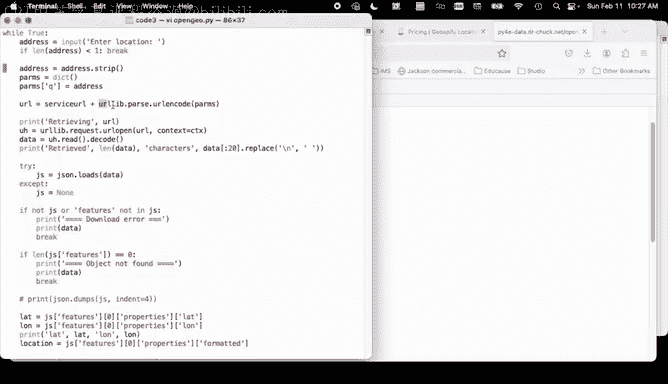 Terminal Shell Edit View Window Help
Sun Feb 11 10:27 AM
bilibili.com
code3 — vi opengeo.py — 86×37
Pricing | Geoapify Locati
py4e-data.dr-chuck.net/open
IMS Jackson commercia... Educause Studio Other Bookmarks
while True:
    address = input('Enter location: ')
    if len(address) < 1: break
    address = address.strip()
    parms = dict()
    parms['q'] = address
    url = serviceurl + urllib.parse.urlencode(parms)
    print('Retrieving', url)
    uh = urllib.request.urlopen(url, context=ctx)
    data = uh.read().decode()
    print('Retrieved', len(data), 'characters', data[:20].replace('\n', ' '))
    try:
        js = json.loads(data)
    except:
        js = None
    if not js or 'features' not in js:
        print('==== Download error ===')
        print(data)
        break
    if len(js['features']) == 0:
        print('==== Object not found ====')
        print(data)
        break
    # print(json.dumps(js, indent=4))
    lat = js['features'][0]['properties']['lat']
    lon = js['features'][0]['properties']['lon']
    print('lat', lat, 'lon', lon)
    location = js['features'][0]['properties']['formatted']